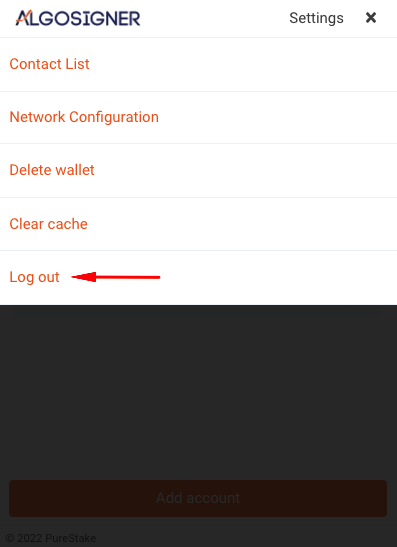 ALGOSIGNER
Settings
Contact List
Network Configuration
Delete wallet
Clear cache
Log out
Add account
© 2022 PureStake